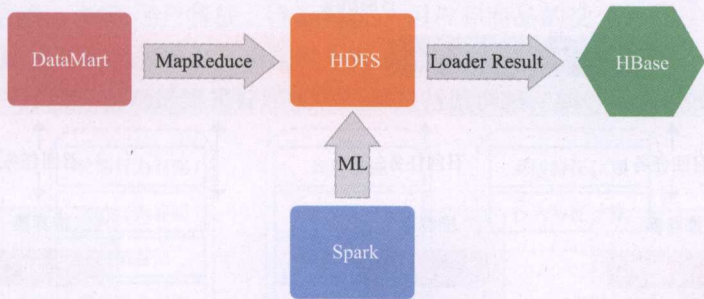 DataMart
MapReduce
HDFS
Loader Result
HBase
ML
Spark